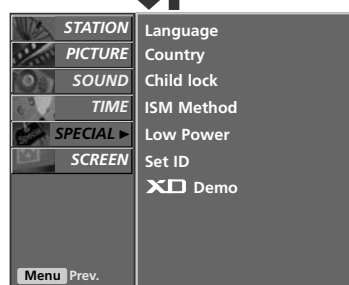 STATION
PICTURE
SOUND
TIME
SPECIAL ►
SCREEN
Menu Prev.
Language
Country
Child lock
ISM Method
Low Power
Set ID
XD Demo